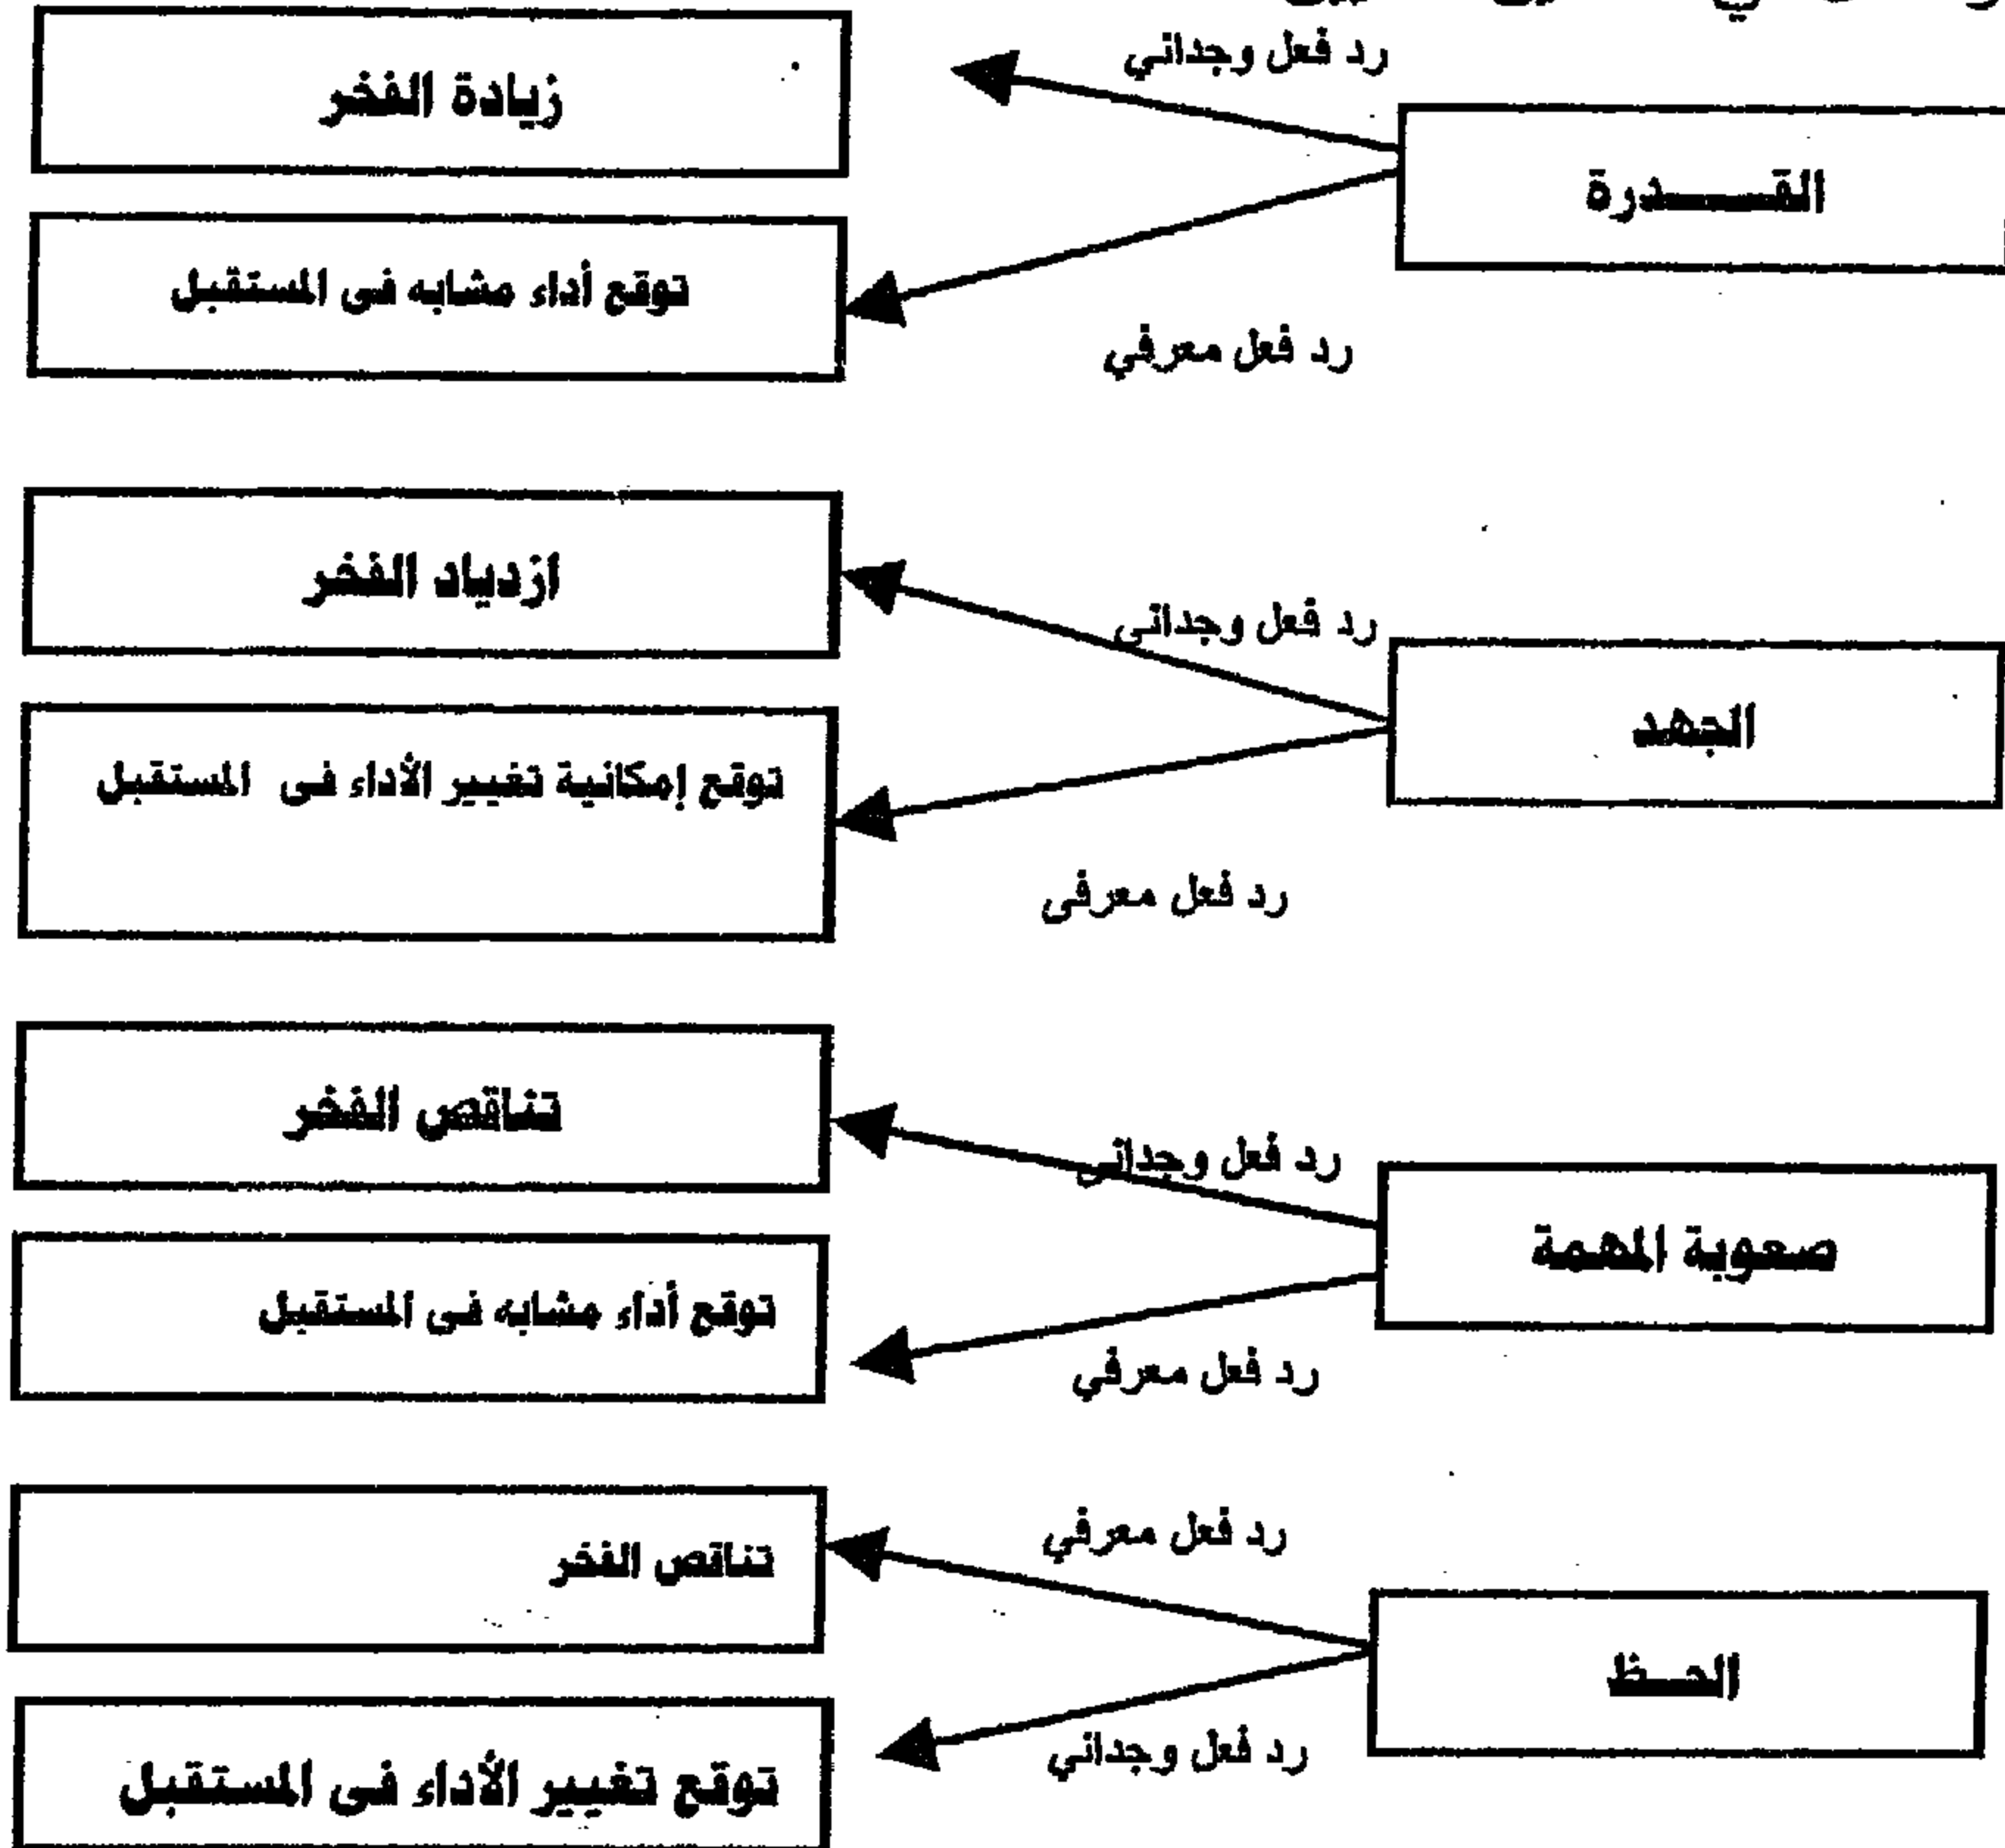 رد فعل وجداني
زيادة الفخر
القـــــدرة
توقع أداء مشابه فى المستقبل
رد فعل معرفي
ازدياد الفخر
رد فعل وجدانى
الجهد
توقع إمكانية تغيير الأداء فى المستقبل
رد فعل معرفى
تناقص الفخر
رد فعل وجدانى
صعوبة المهمة
توقع أداء مشابه فى المستقبل
رد فعل معرفي
رد فعل معرفي
تناقص الفخر
الحــظ
رد فعل وجداني
توقع تغيير الأداء فى المستقبل